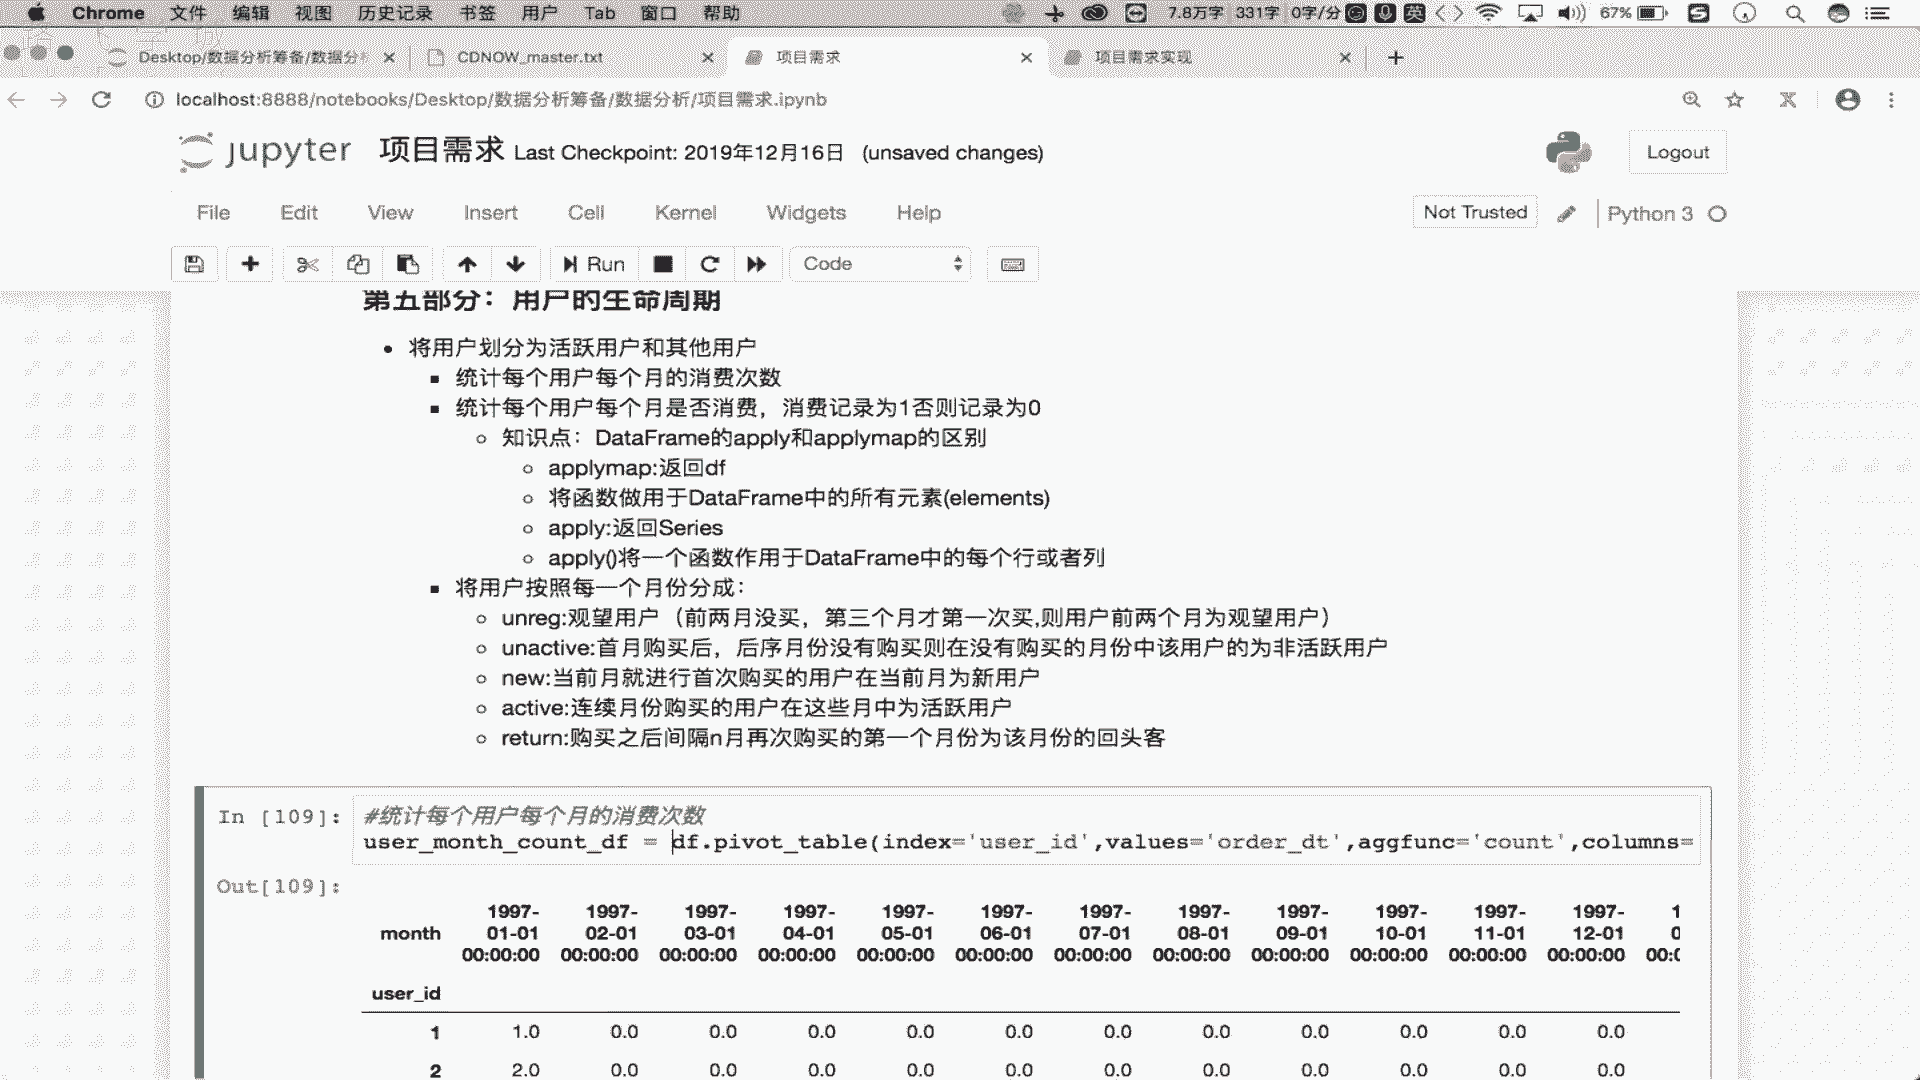 Chrome 文件 编辑 视图 历史记录 书签 用户 Tab 窗口 帮助 7.8万字 331字 0字/分 英 67%
Desktop/数据分析筹备/数据分 CDNOW_master.txt 项目需求 项目需求实现
localhost:8888/notebooks/Desktop/数据分析筹备/数据分析/项目需求.ipynb
jupyter 项目需求 Last Checkpoint: 2019年12月16日 (unsaved changes) Logout
File Edit View Insert Cell Kernel Widgets Help Not Trusted Python 3
Run Code
第五部分：用户的生命周期
将用户划分为活跃用户和其他用户
统计每个用户每个月的消费次数
统计每个用户每个月是否消费，消费记录为1否则记录为0
知识点：DataFrame的apply和applymap的区别
applymap:返回df
将函数做用于DataFrame中的所有元素(elements)
apply:返回Series
apply()将一个函数作用于DataFrame中的每个行或者列
将用户按照每一个月份分成：
unreg:观望用户（前两月没买，第三个月才第一次买,则用户前两个月为观望用户）
unactive:首月购买后，后序月份没有购买则在没有购买的月份中该用户的为非活跃用户
new:当前月就进行首次购买的用户在当前月为新用户
active:连续月份购买的用户在这些月中为活跃用户
return:购买之后间隔n月再次购买的第一个月份为该月份的回头客
In [109]: #统计每个用户每个月的消费次数
user_month_count_df = df.pivot_table(index='user_id',values='order_dt',aggfunc='count',columns=
Out[109]:
1997- 1997- 1997- 1997- 1997- 1997- 1997- 1997- 1997- 1997- 1997- 1997- 1
month 01-01 02-01 03-01 04-01 05-01 06-01 07-01 08-01 09-01 10-01 11-01 12-01 0
00:00:00 00:00:00 00:00:00 00:00:00 00:00:00 00:00:00 00:00:00 00:00:00 00:00:00 00:00:00 00:00:00 00:00:00 00:0
user_id
1 1.0 0.0 0.0 0.0 0.0 0.0 0.0 0.0 0.0 0.0 0.0 0.0
2 2.0 0.0 0.0 0.0 0.0 0.0 0.0 0.0 0.0 0.0 0.0 0.0